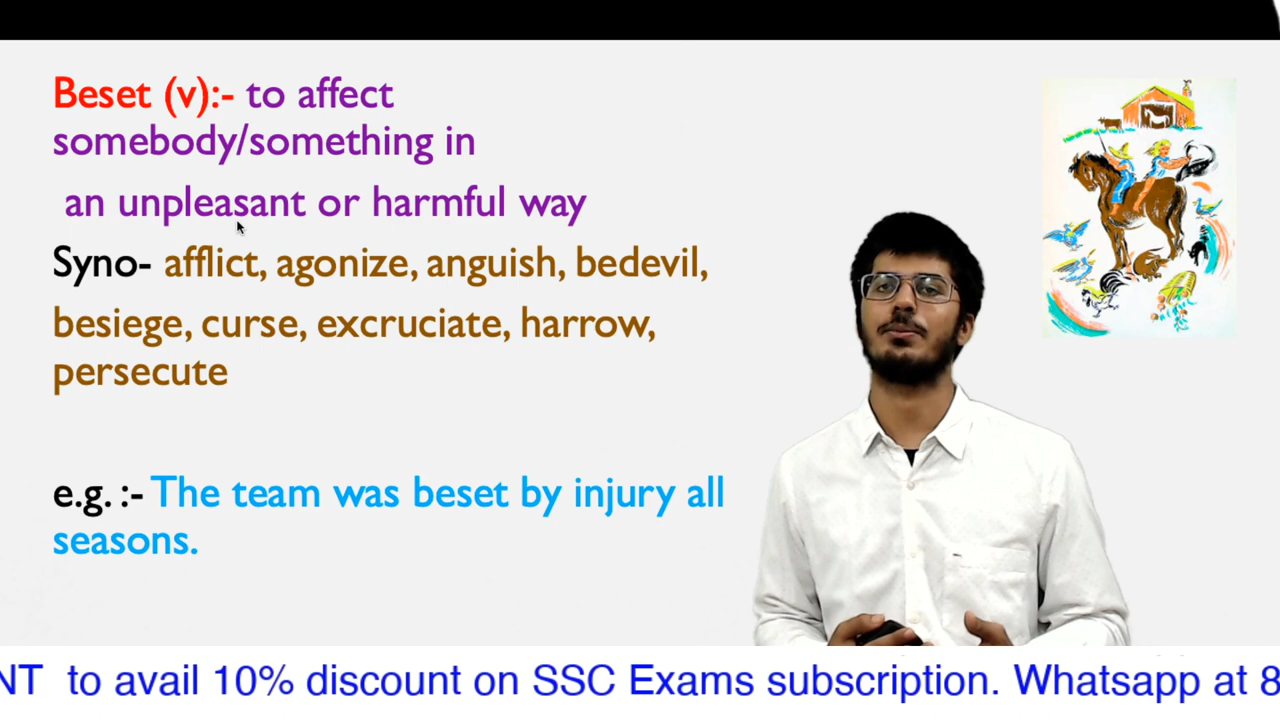 Beset (v):- to affect
somebody/something in
an unpleasant or harmful way
Syno- afflict, agonize, anguish, bedevil,
besiege, curse, excruciate, harrow,
persecute
e.g. :- The team was beset by injury all
seasons.
NT to avail 10% discount on SSC Exams subscription. Whatsapp at 8